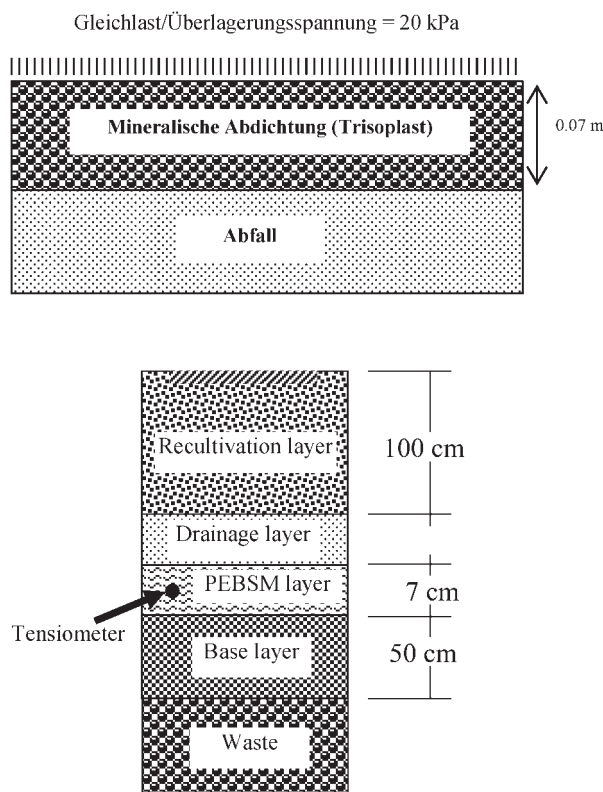 Gleichlast/Überlagerungsspannung = 20 kPa
Mineralische Abdichtung (Trisoplast)
0.07 m
Abfall
Recultivation layer
100 cm
Drainage layer
PEBSM layer
7 cm
Tensiometer
Base layer
50 cm
Waste